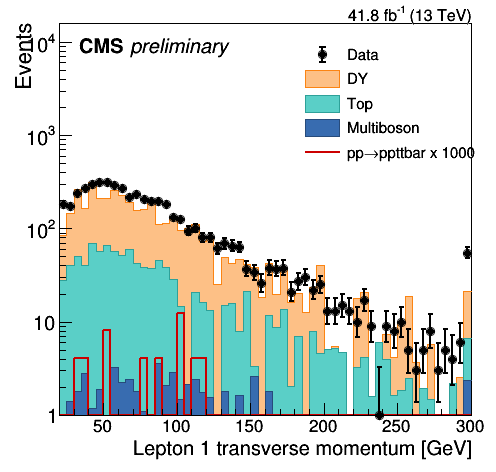 41.8 fb⁻¹ (13 TeV)
CMS preliminary
Events
Data
DY
Top
Multiboson
pp→ppttbar x 1000
10⁴
10³
10²
10
1
50 100 150 200 250 300
Lepton 1 transverse momentum [GeV]